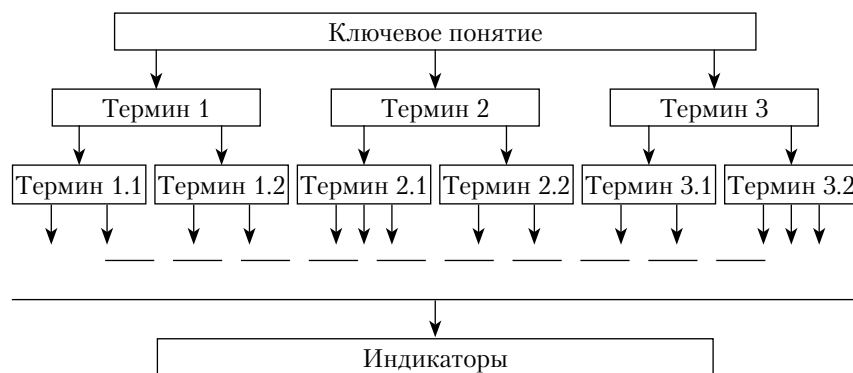 Ключевое понятие
Термин 1 Термин 2 Термин 3
Термин 1.1 Термин 1.2 Термин 2.1 Термин 2.2 Термин 3.1 Термин 3.2
Индикаторы